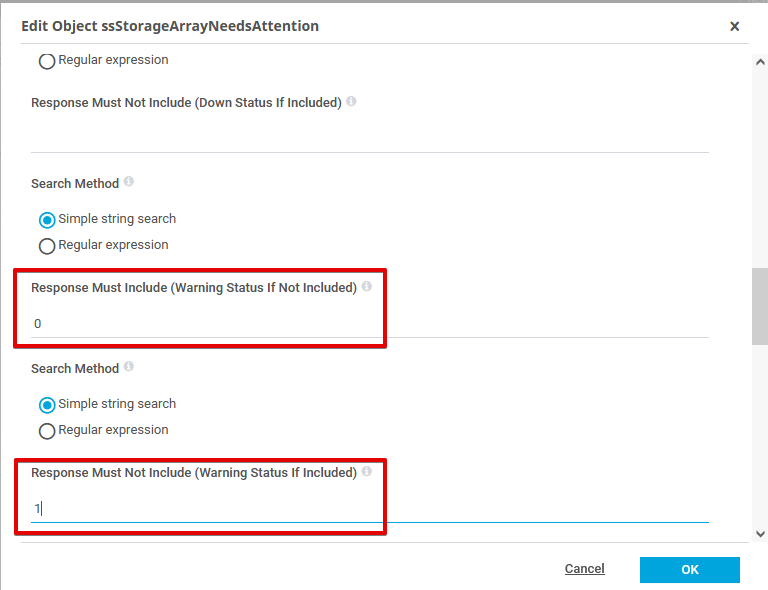 Edit Object ssStorageArrayNeedsAttention
Regular expression
Response Must Not Include (Down Status If Included)
Search Method
Simple string search
Regular expression
Response Must Include (Warning Status If Not Included)
0
Search Method
Simple string search
Regular expression
Response Must Not Include (Warning Status If Included)
1
Cancel
OK